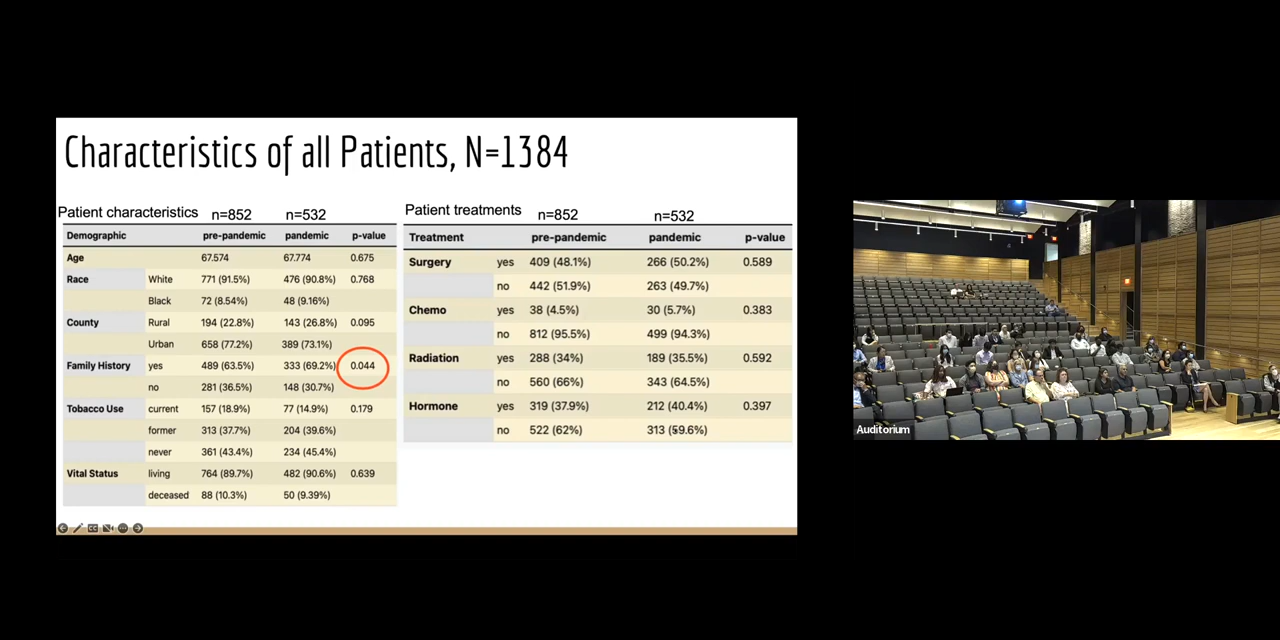 Characteristics of all Patients, N=1384
Patient characteristics n=852 n=532
Demographic pre-pandemic pandemic p-value
Age 67.574 67.774 0.675
Race White 771 (91.5%) 476 (90.8%) 0.768
Black 72 (8.54%) 48 (9.16%)
County Rural 194 (22.8%) 143 (26.8%) 0.095
Urban 658 (77.2%) 389 (73.1%)
Family History yes 489 (63.5%) 333 (69.2%) 0.044
no 281 (36.5%) 148 (30.7%)
Tobacco Use current 157 (18.9%) 77 (14.9%) 0.179
former 313 (37.7%) 204 (39.6%)
never 361 (43.4%) 234 (45.4%)
Vital Status living 764 (89.7%) 482 (90.6%) 0.639
deceased 88 (10.3%) 50 (9.39%)
Patient treatments n=852 n=532
Treatment pre-pandemic pandemic p-value
Surgery yes 409 (48.1%) 266 (50.2%) 0.589
no 442 (51.9%) 263 (49.7%)
Chemo yes 38 (4.5%) 30 (5.7%) 0.383
no 812 (95.5%) 499 (94.3%)
Radiation yes 288 (34%) 189 (35.5%) 0.592
no 560 (66%) 343 (64.5%)
Hormone yes 319 (37.9%) 212 (40.4%) 0.397
no 522 (62%) 313 (59.6%)
Auditorium